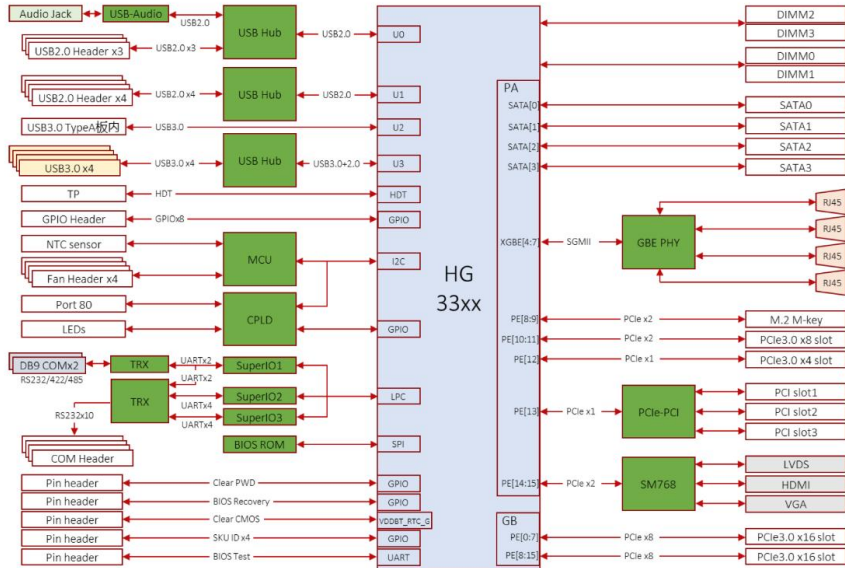 Audio Jack
USB-Audio
USB2.0
USB Hub
USB2.0
U0
USB2.0 Header x3
USB2.0 x3
USB2.0 Header x4
USB2.0 x4
USB Hub
USB2.0
U1
USB3.0 TypeA板内
USB3.0
U2
USB3.0 x4
USB3.0 x4
USB Hub
USB3.0+2.0
U3
TP
HDT
HDT
GPIO Header
GPIOx8
GPIO
NTC sensor
MCU
I2C
Fan Header x4
Port 80
CPLD
LEDs
GPIO
DB9 COMx2
RS232/422/485
TRX
UARTx2
UARTx2
SuperIO1
TRX
UARTx4
SuperIO2
LPC
RS232x10
UARTx4
SuperIO3
BIOS ROM
SPI
COM Header
Pin header
Clear PWD
GPIO
Pin header
BIOS Recovery
GPIO
Pin header
Clear CMOS
VDDBT_RTC_G
Pin header
SKU ID x4
GPIO
Pin header
BIOS Test
UART
HG
33xx
DIMM2
DIMM3
DIMM0
DIMM1
PA
SATA[0]
SATA0
SATA[1]
SATA1
SATA[2]
SATA2
SATA[3]
SATA3
XGBE[4:7]
SGMII
GBE PHY
RJ45
RJ45
RJ45
RJ45
PE[8:9]
PCIe x2
M.2 M-key
PE[10:11]
PCIe x2
PCIe3.0 x8 slot
PE[12]
PCIe x1
PCIe3.0 x4 slot
PE[13]
PCIe x1
PCIe-PCI
PCI slot1
PCI slot2
PCI slot3
PE[14:15]
PCIe x2
SM768
LVDS
HDMI
VGA
GB
PE[0:7]
PCIe x8
PCIe3.0 x16 slot
PE[8:15]
PCIe x8
PCIe3.0 x16 slot